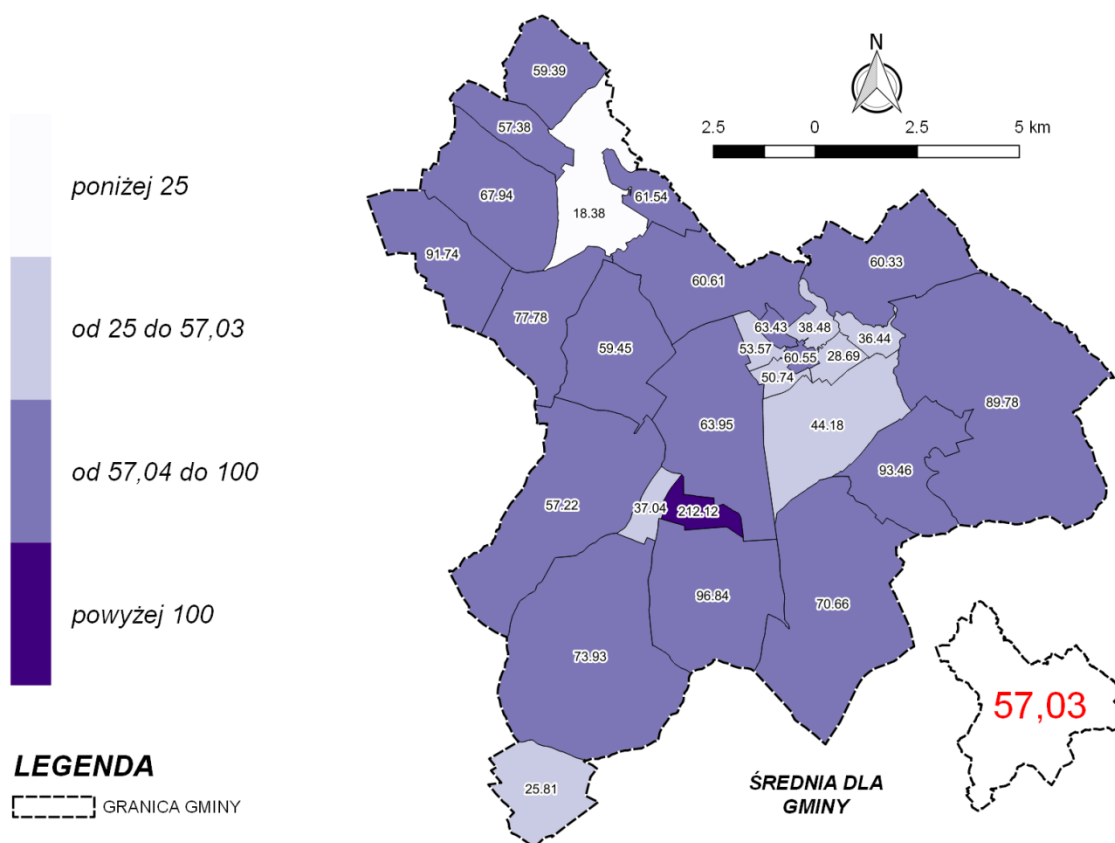 59.39
N
57.38
2.5 0 2.5 5 km
poniżej 25
67.94
61.54
18.38
91.74
60.33
60.61
od 25 do 57,03
77.78
63.43
38.48
36.44
59.45
53.57
60.55
28.69
50.74
89.78
63.95
44.18
od 57,04 do 100
93.46
57.22
37.04
212.12
powyżej 100
96.84
70.66
73.93
57,03
LEGENDA
GRANICA GMINY
25.81
ŚREDNIA DLA
GMINY